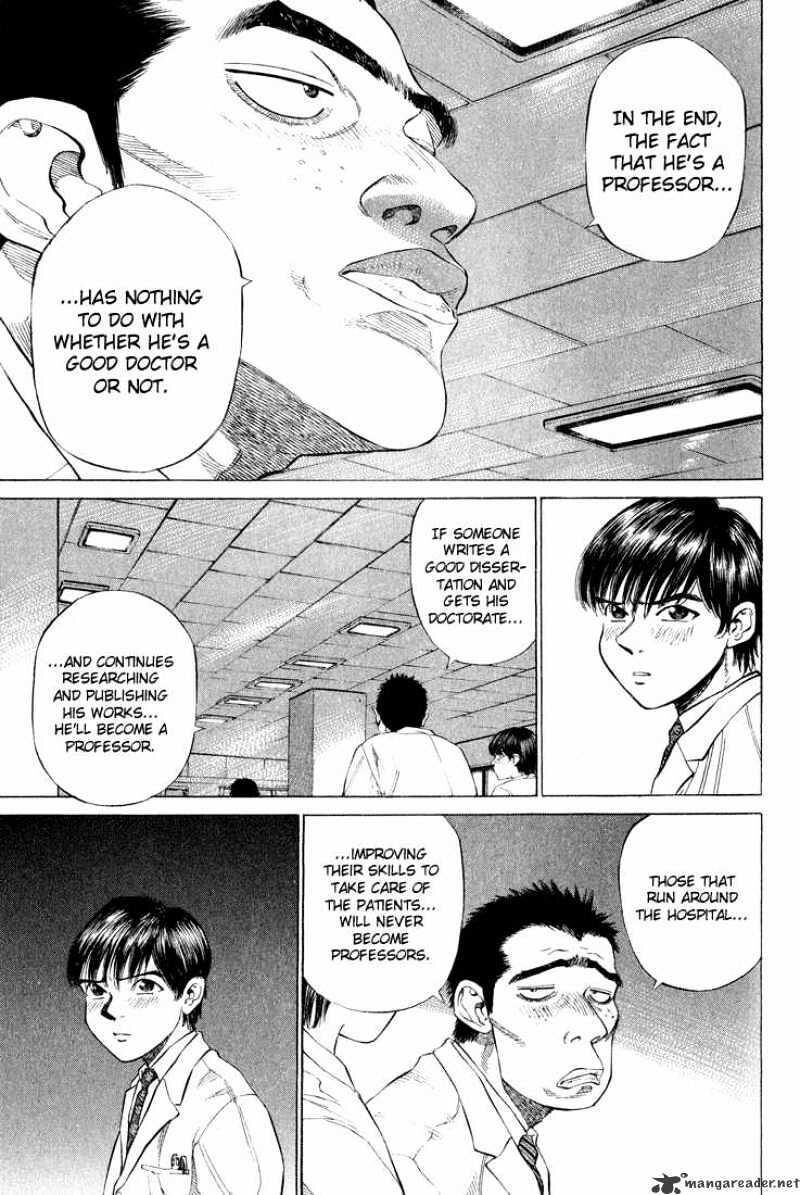 IN THE END,
THE FACT
THAT HE'S A
PROFESSOR...
...HAS NOTHING
TO DO WITH
WHETHER HE'S A
GOOD DOCTOR
OR NOT.
IF SOMEONE
WRITES A
GOOD DISSER-
TATION AND
GETS HIS
DOCTORATE...
...AND CONTINUES
RESEARCHING
AND PUBLISHING
HIS WORKS...
HE'LL BECOME A
PROFESSOR.
THOSE THAT
RUN AROUND
THE HOSPITAL...
...IMPROVING
THEIR SKILLS TO
TAKE CARE OF
THE PATIENTS...
WILL NEVER
BECOME
PROFESSORS.
mangareader.net